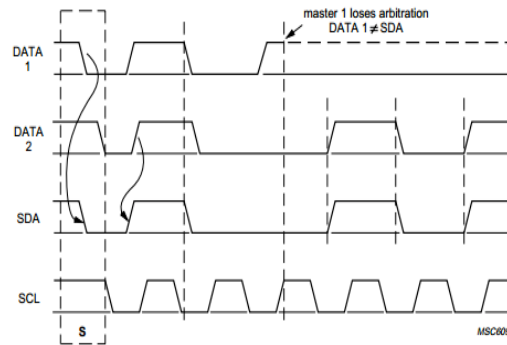 master 1 loses arbitration
DATA 1 ≠ SDA
DATA
1
DATA
2
SDA
SCL
S